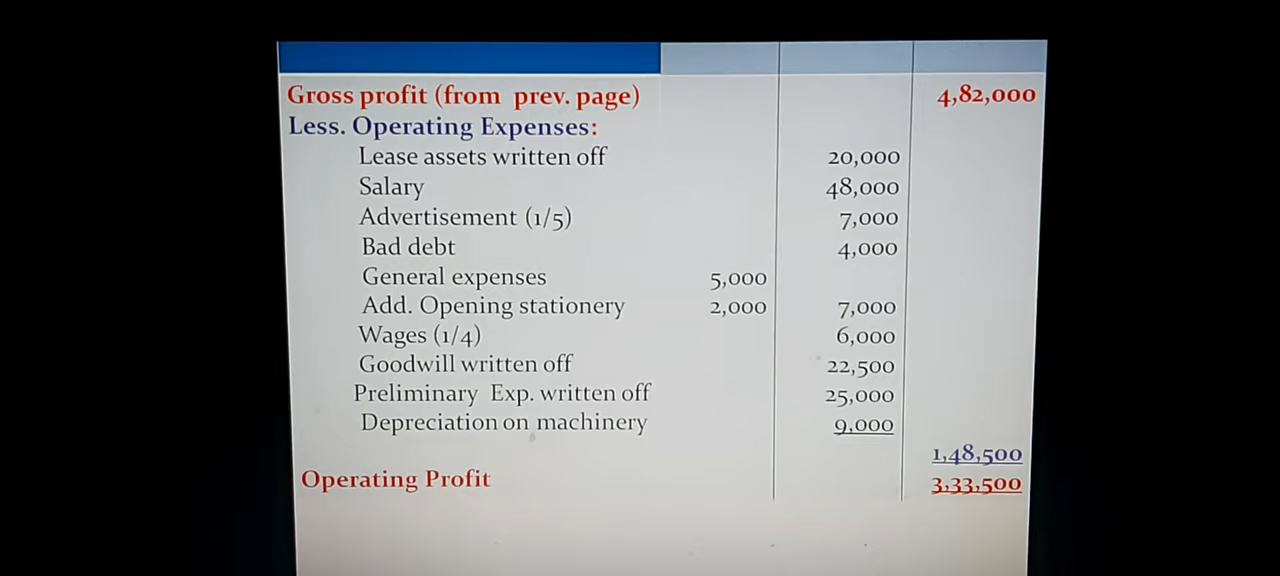 Gross profit (from prev. page) 4,82,000
Less. Operating Expenses:
Lease assets written off 20,000
Salary 48,000
Advertisement (1/5) 7,000
Bad debt 4,000
General expenses 5,000
Add. Opening stationery 2,000 7,000
Wages (1/4) 6,000
Goodwill written off 22,500
Preliminary Exp. written off 25,000
Depreciation on machinery 9,000
1,48,500
Operating Profit 3,33,500